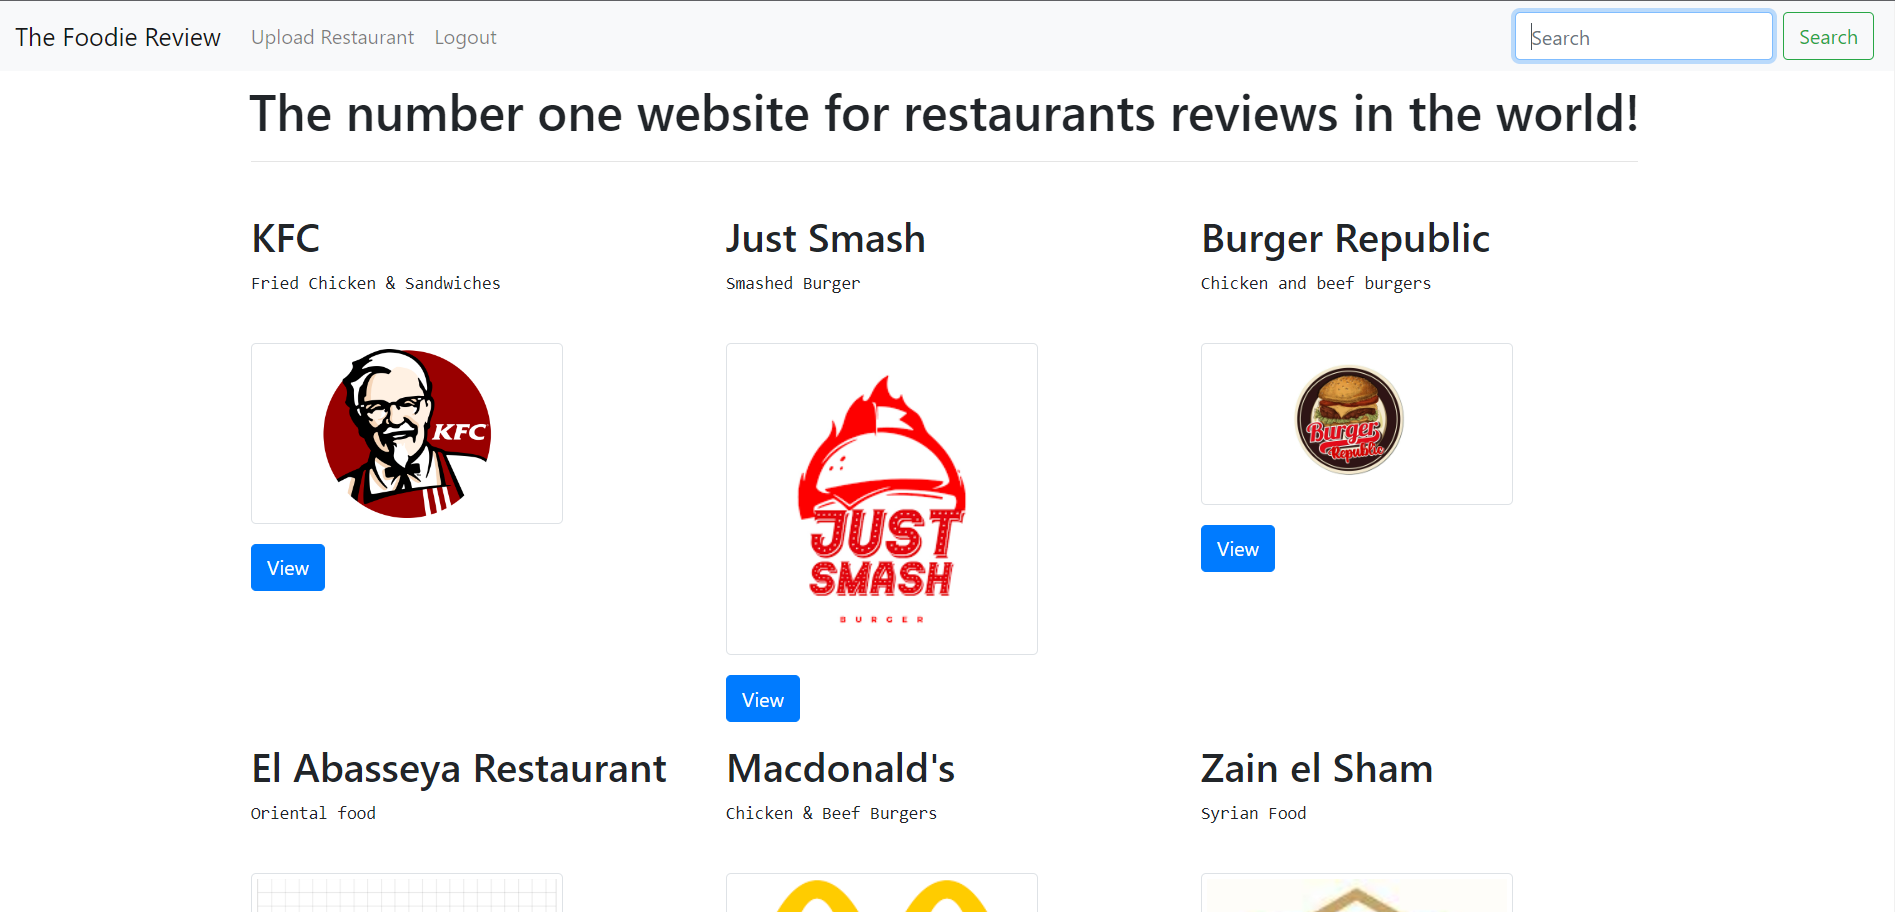 The Foodie Review Upload Restaurant Logout Search Search
The number one website for restaurants reviews in the world!
KFC Just Smash Burger Republic
Fried Chicken & Sandwiches Smashed Burger Chicken and beef burgers
KFC
JUST
SMASH
BURGER
Burger
Republic
View View
View
El Abasseya Restaurant Macdonald's Zain el Sham
Oriental food Chicken & Beef Burgers Syrian Food